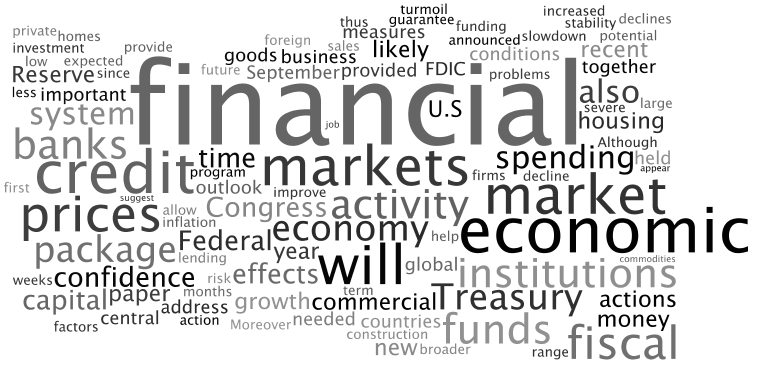 turmoil increased
private homes thus guarantee funding stability declines
investment provide foreign sales measures announced slowdown potential
low expected goods business likely conditions recent
Reserve since future September provided FDIC problems together
less important financial U.S also severe large
system job housing
banks Although
credit time markets spending held
first program firms decline appear
outlook improve market
prices suggest allow Congress activity
inflation economy economic
package Federal year will help
lending global commodities
weeks confidence risk effects institutions
capital paper months term Treasury actions
address growth commercial
central needed countries funds money
factors action Moreover construction fiscal
new broader range